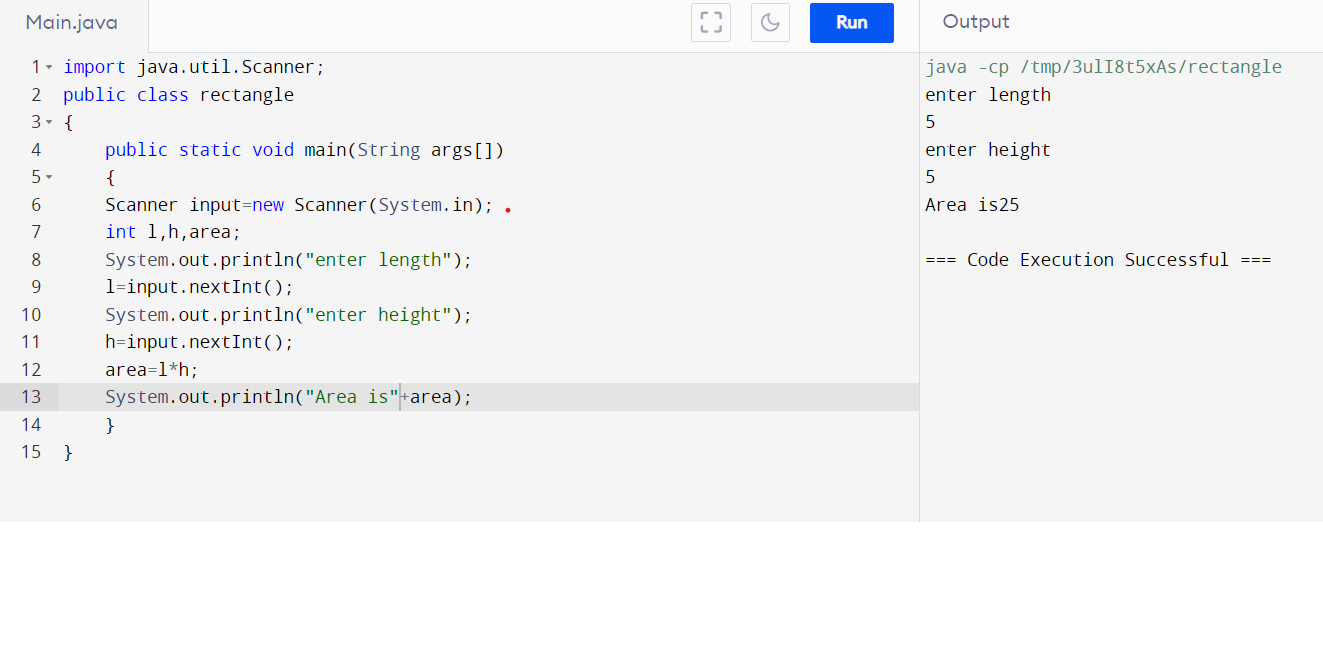 Main.java
Run
Output
1 import java.util.Scanner;
2 public class rectangle
3 {
4     public static void main(String args[])
5     {
6     Scanner input=new Scanner(System.in);
7     int l,h,area;
8     System.out.println("enter length");
9     l=input.nextInt();
10     System.out.println("enter height");
11     h=input.nextInt();
12     area=l*h;
13     System.out.println("Area is"+area);
14     }
15 }
java -cp /tmp/3ulI8t5xAs/rectangle
enter length
5
enter height
5
Area is25
=== Code Execution Successful ===